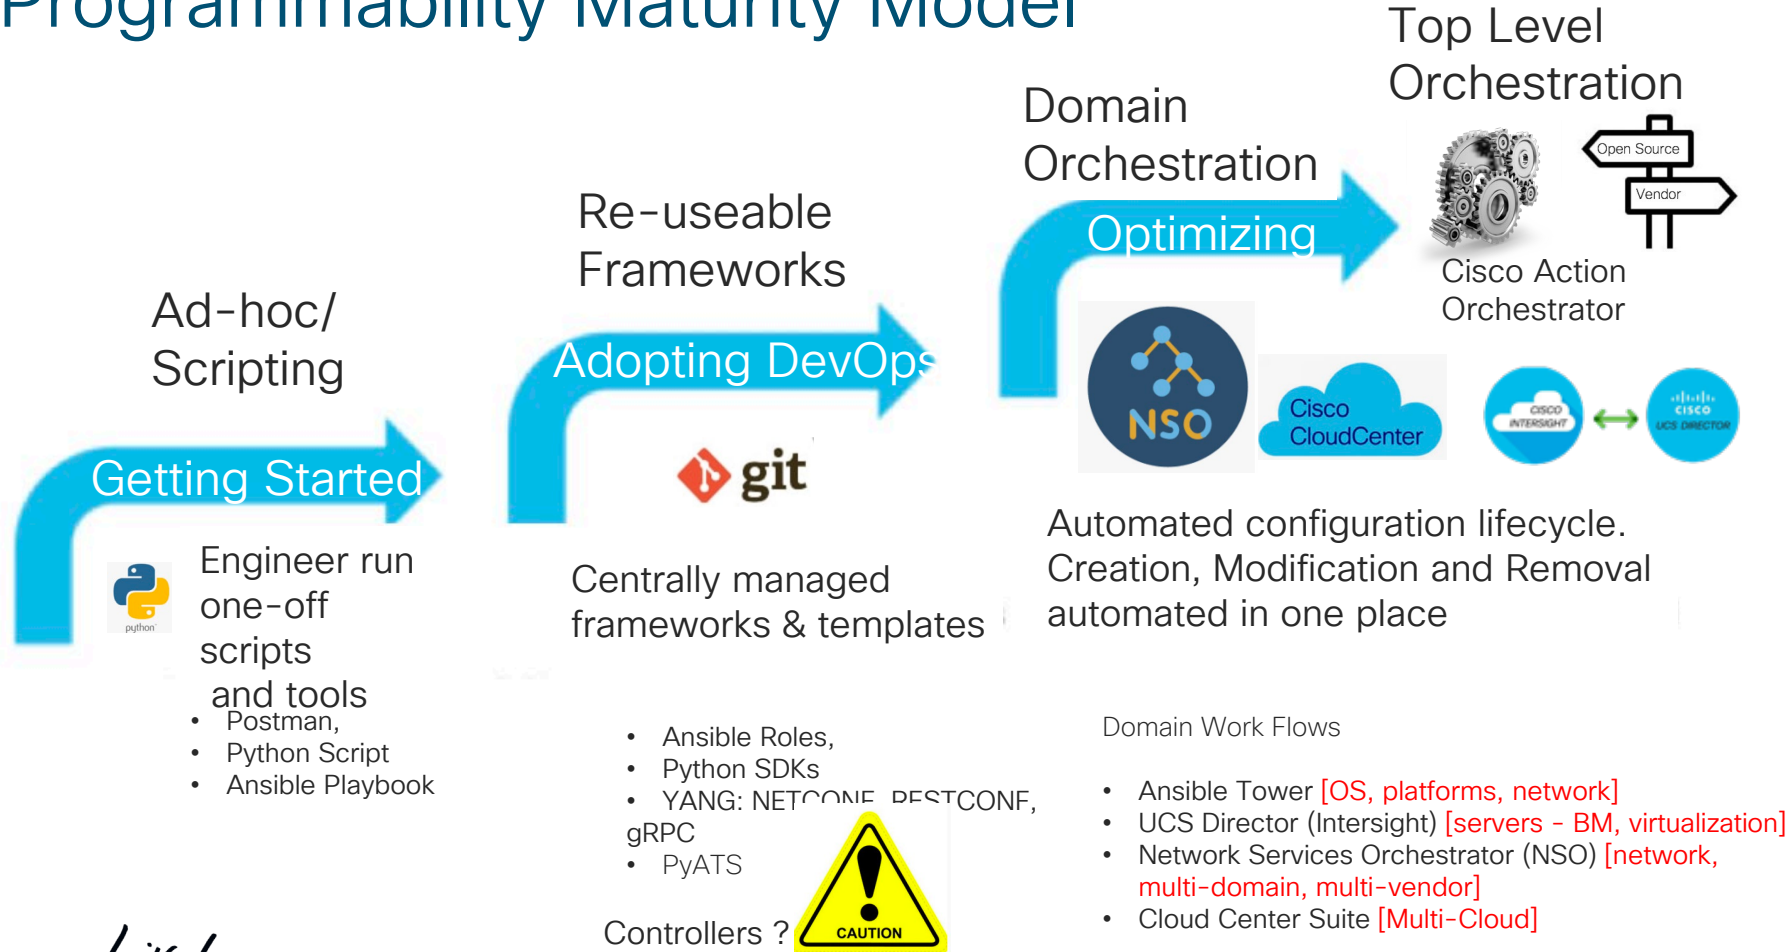 Programmability Maturity Model
Top Level
Orchestration
Open Source
Vendor
Cisco Action
Orchestrator
Domain
Orchestration
Optimizing
Re-useable
Frameworks
Adopting DevOps
Ad-hoc/
Scripting
Getting Started
python
Engineer run
one-off
scripts
and tools
• Postman,
• Python Script
• Ansible Playbook
git
Centrally managed
frameworks & templates
• Ansible Roles,
• Python SDKs
• YANG: NETCONF, RESTCONF,
gRPC
• PyATS
Controllers ?
CAUTION
NSO
Cisco
CloudCenter
CISCO
INTERSIGHT
CISCO
UCS DIRECTOR
Automated configuration lifecycle.
Creation, Modification and Removal
automated in one place
Domain Work Flows
• Ansible Tower [OS, platforms, network]
• UCS Director (Intersight) [servers - BM, virtualization]
• Network Services Orchestrator (NSO) [network,
multi-domain, multi-vendor]
• Cloud Center Suite [Multi-Cloud]